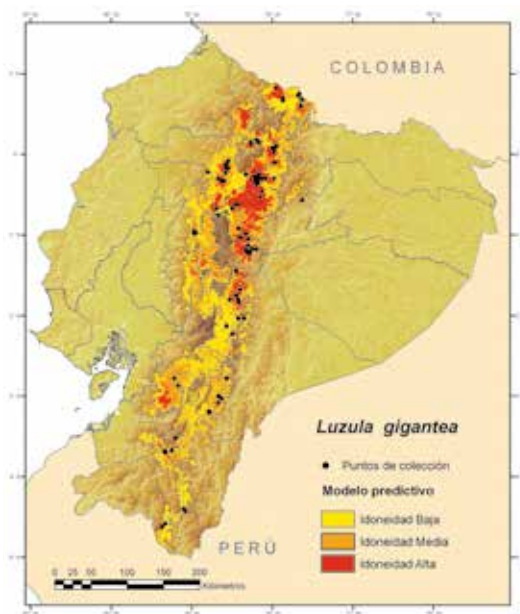 COLOMBIA
Luzula gigantea
Puntos de colección
Modelo predictivo
Idoneidad Baja
Idoneidad Media
Idoneidad Alta
PERÚ
0 25 50 100 150 200
Kilómetros